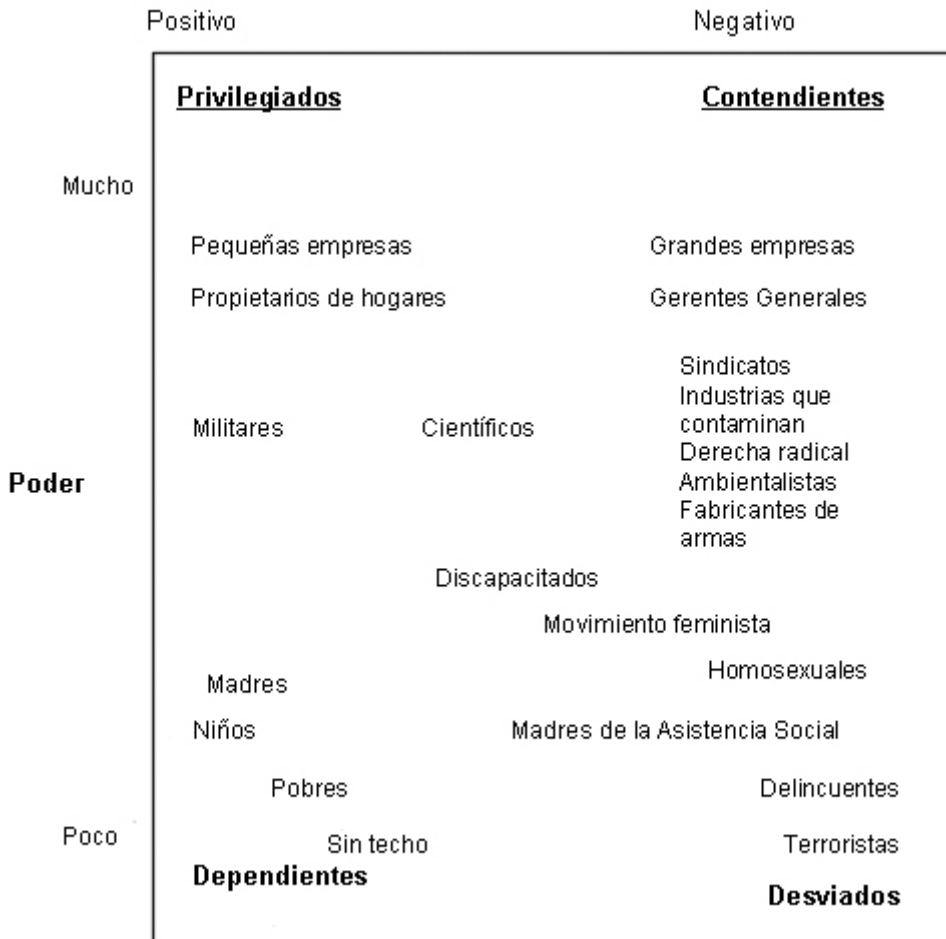 Positivo Negativo
Privilegiados Contendientes
Mucho
Pequeñas empresas Grandes empresas
Propietarios de hogares Gerentes Generales
Sindicatos
Industrias que
contaminan
Militares Científicos
Derecha radical
Poder
Ambientalistas
Fabricantes de
armas
Discapacitados
Movimiento feminista
Homosexuales
Madres
Niños Madres de la Asistencia Social
Pobres Delincuentes
Poco
Sin techo Terroristas
Dependientes
Desviados